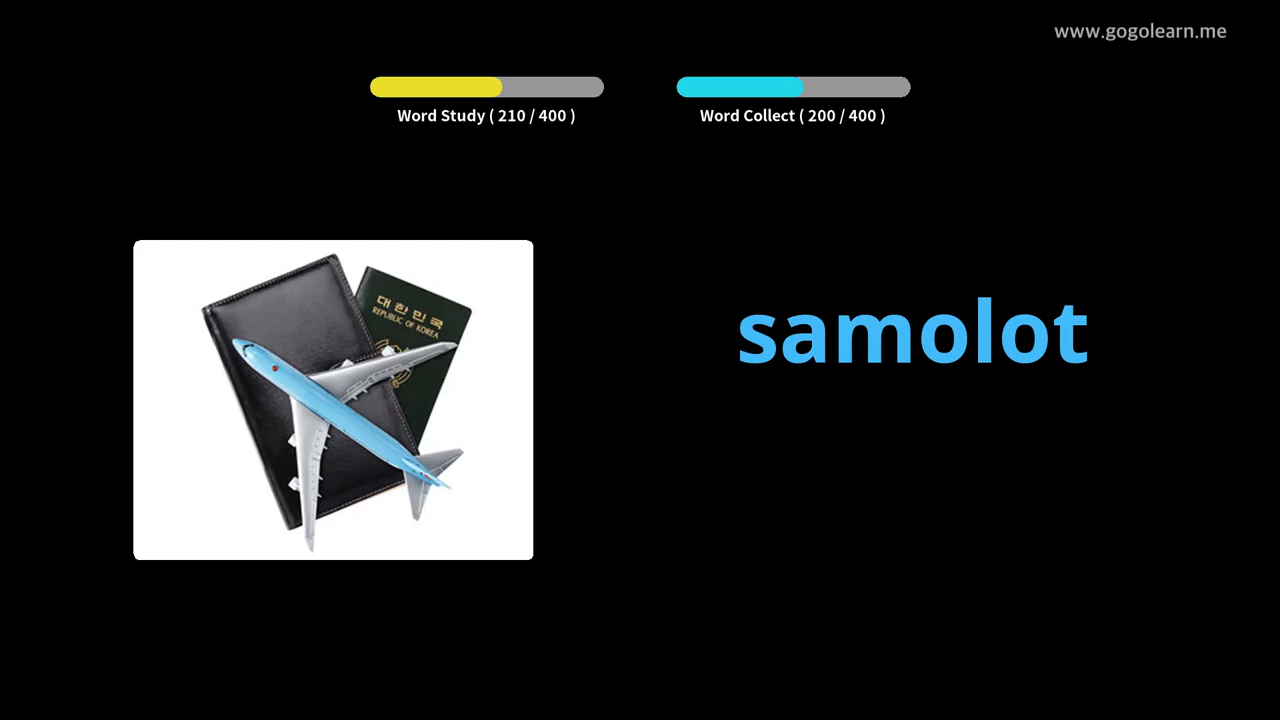 www.gogolearn.me
Word Study ( 210 / 400 )
Word Collect ( 200 / 400 )
대한민국
REPUBLIC OF KOREA
samolot